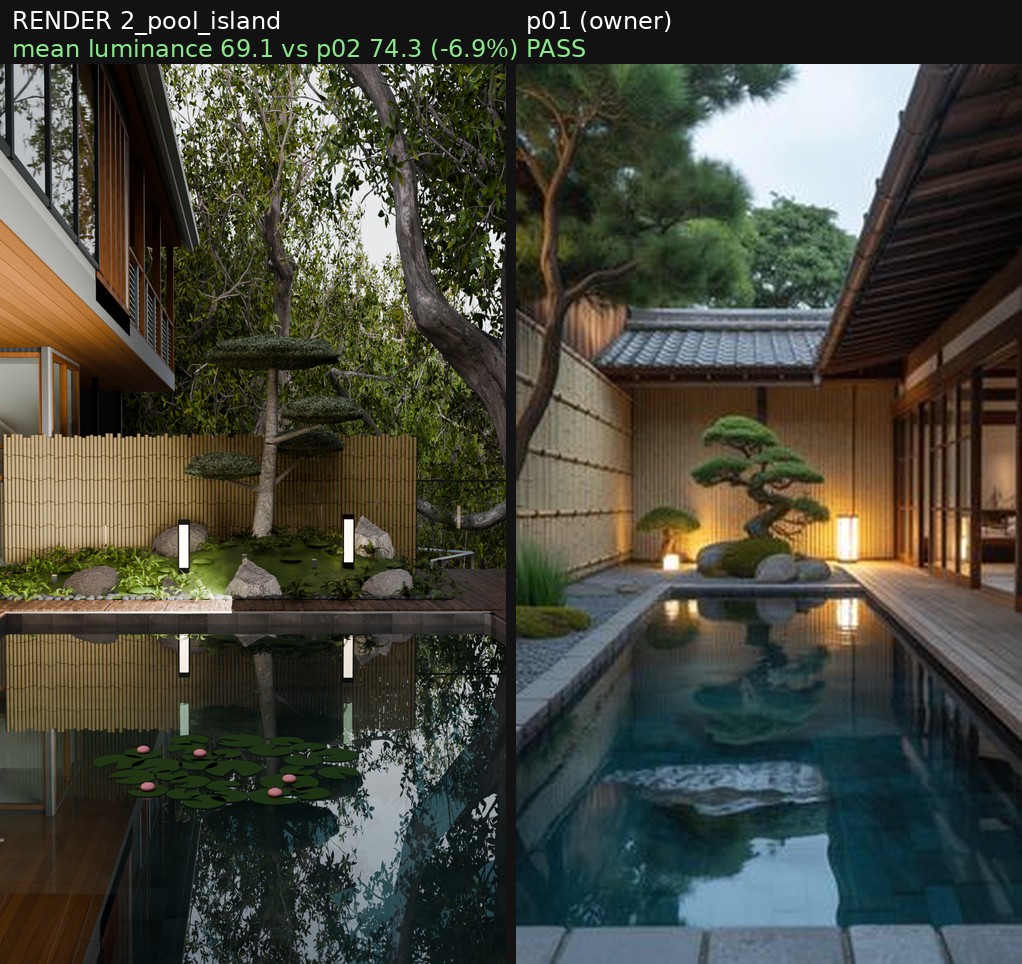 RENDER 2_pool_island
p01 (owner)
mean luminance 69.1 vs p02 74.3 (-6.9%) PASS